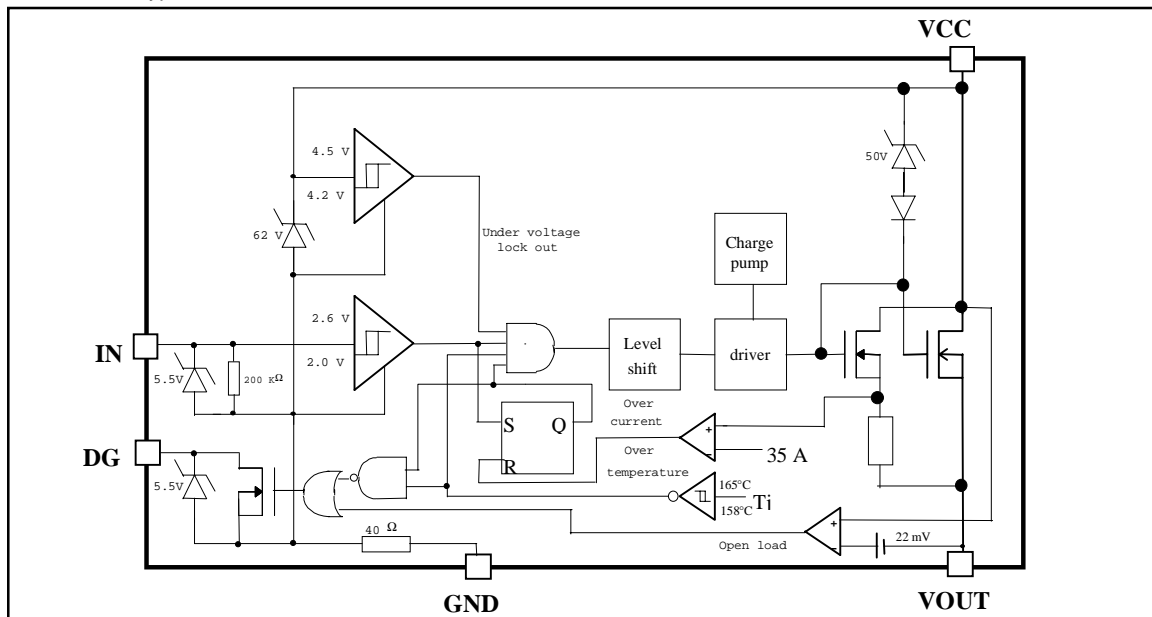 VCC
50V
4.5 V
4.2 V
62 V
Under voltage
lock out
Charge
pump
2.6 V
2.0 V
IN
5.5V
200 KΩ
Level
shift
driver
Over
current
S
Q
R
Over
temperature
+
-
35 A
DG
5.5V
165°C
158°C
Tj
40 Ω
Open load
+
-
22 mV
GND
VOUT